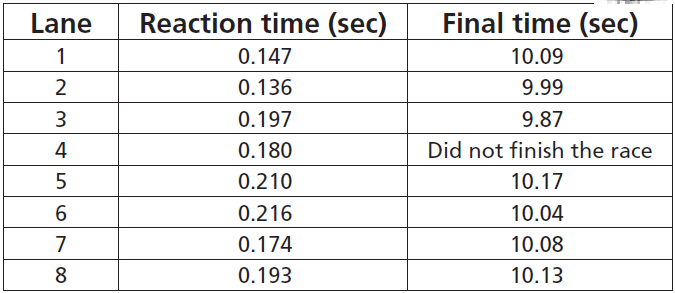 Lane Reaction time (sec) Final time (sec)
1 0.147 10.09
2 0.136 9.99
3 0.197 9.87
4 0.180 Did not finish the race
5 0.210 10.17
6 0.216 10.04
7 0.174 10.08
8 0.193 10.13